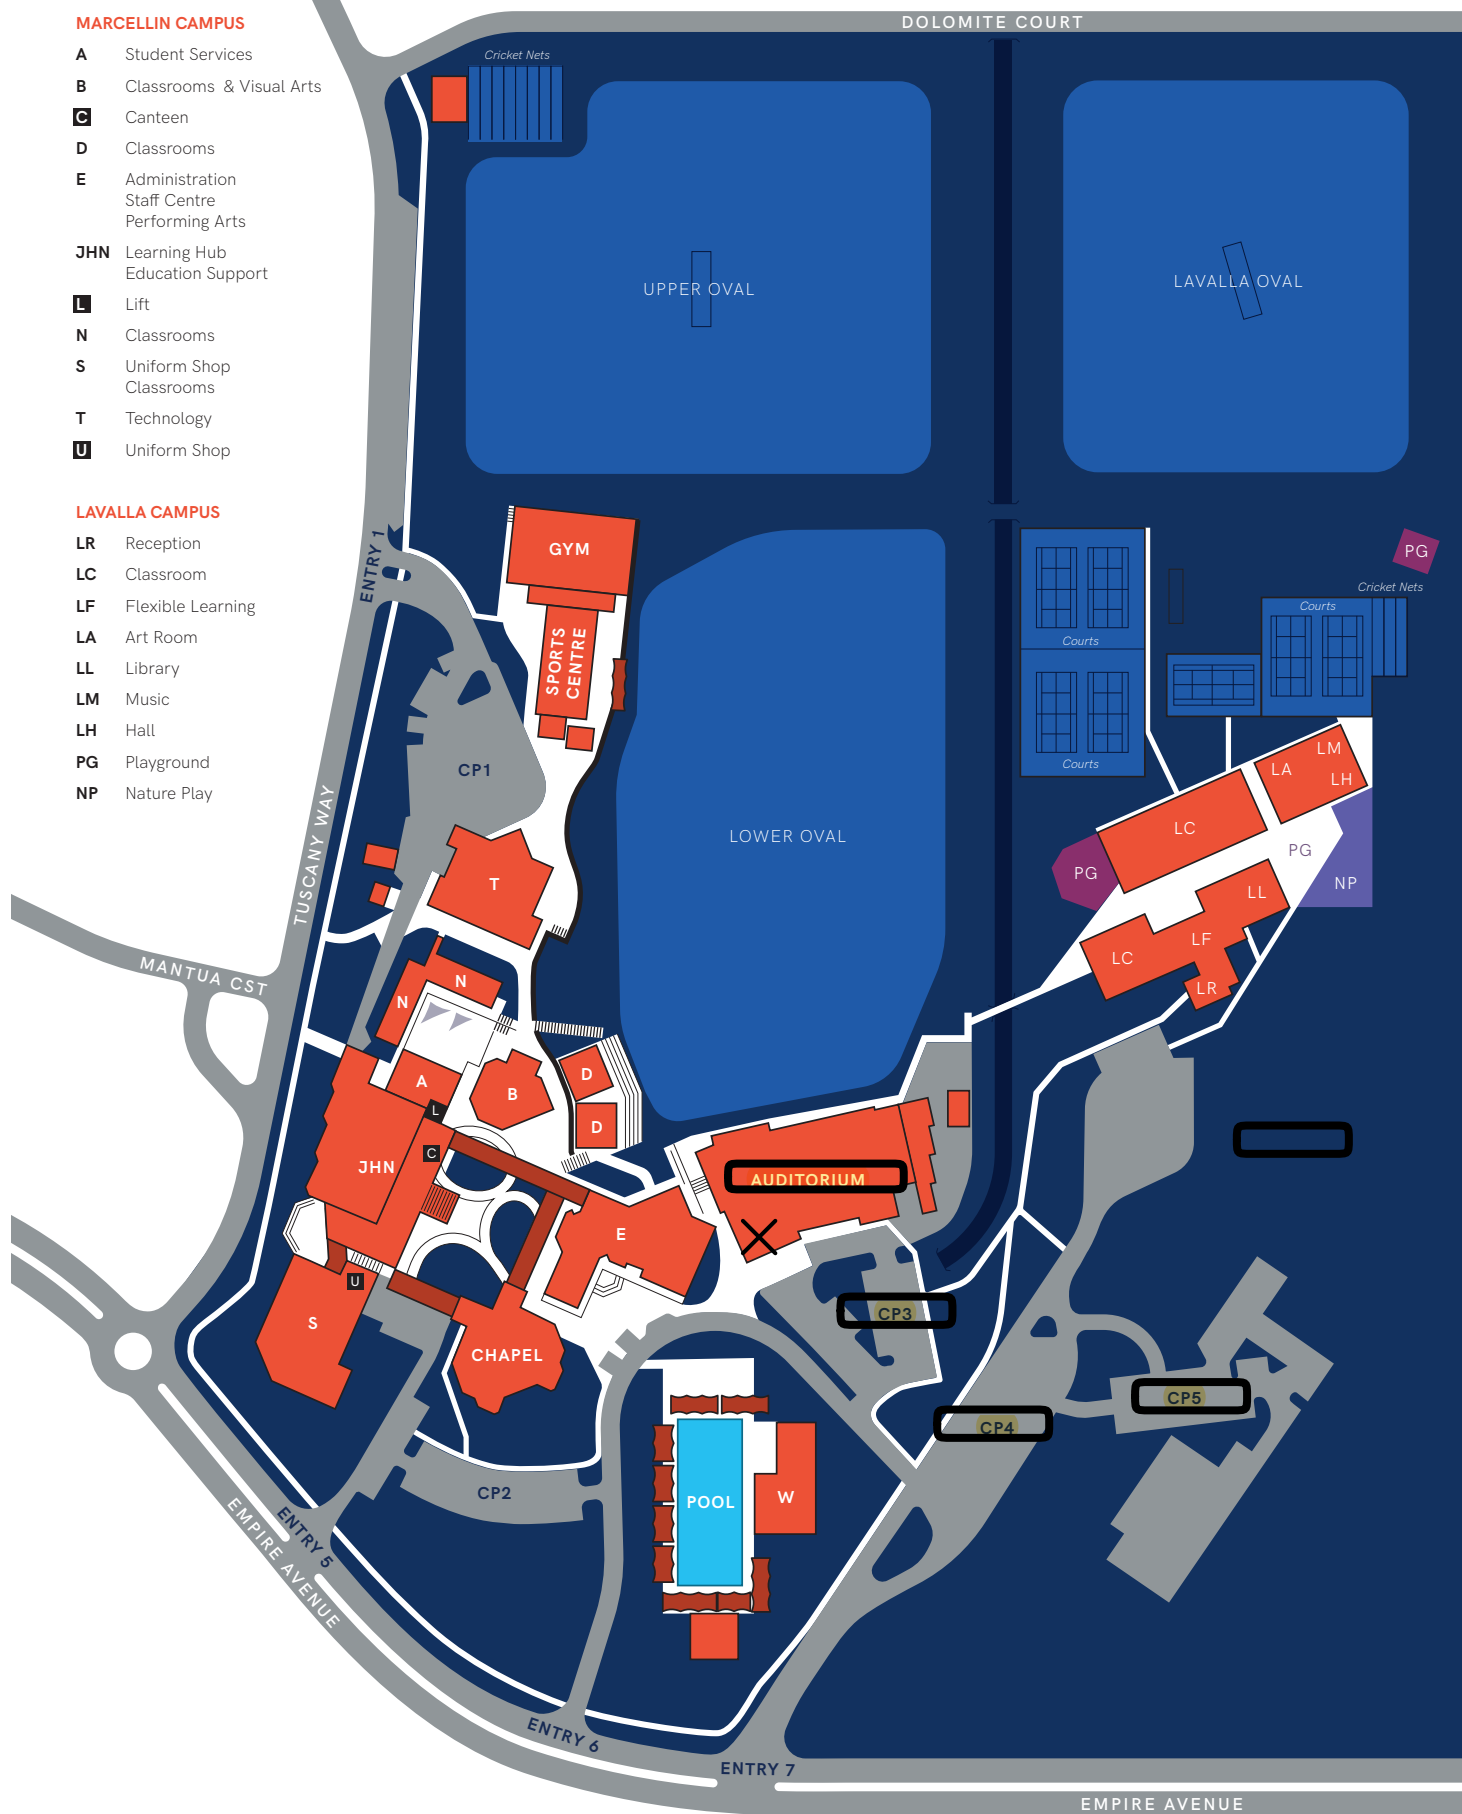 MARCELLIN CAMPUS
A Student Services
B Classrooms & Visual Arts
C Canteen
D Classrooms
E Administration
Staff Centre
Performing Arts
JHN Learning Hub
Education Support
L Lift
N Classrooms
S Uniform Shop
Classrooms
T Technology
U Uniform Shop
LAVALLA CAMPUS
LR Reception
LC Classroom
LF Flexible Learning
LA Art Room
LL Library
LM Music
LH Hall
PG Playground
NP Nature Play
DOLOMITE COURT
Cricket Nets
UPPER OVAL
LAVALLA OVAL
ENTRY 1
GYM
SPORTS
CENTRE
PG
Cricket Nets
Courts
Courts
Courts
CP1
LM
LA
LH
LC
LOWER OVAL
PG
PG
NP
LL
T
TUSCANY WAY
LF
LC
LR
MANTUA CST
N
N
A
B
D
D
L
C
JHN
AUDITORIUM
E
U
S
CP3
CHAPEL
CP5
CP4
CP2
POOL
W
ENTRY 5
EMPIRE AVENUE
ENTRY 6
ENTRY 7
EMPIRE AVENUE